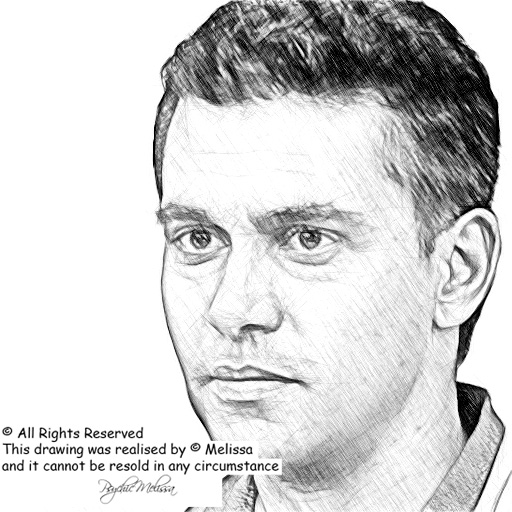 © All Rights Reserved
This drawing was realised by © Melissa
and it cannot be resold in any circumstance
Psychic Melissa